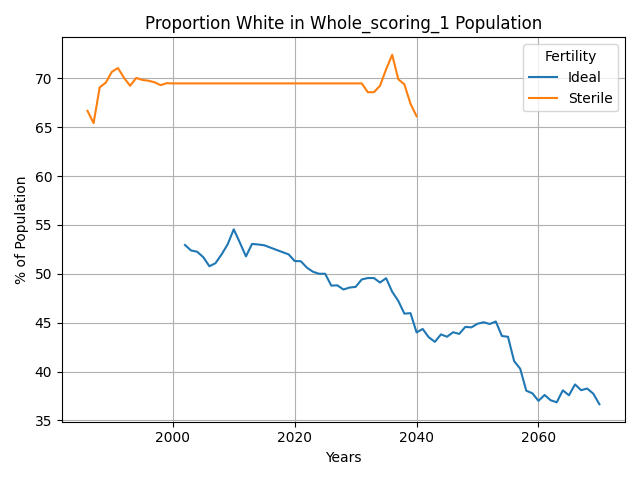 Proportion White in Whole_scoring_1 Population
Fertility
Ideal
Sterile
% of Population
70
65
60
55
50
45
40
35
2000
2020
2040
2060
Years